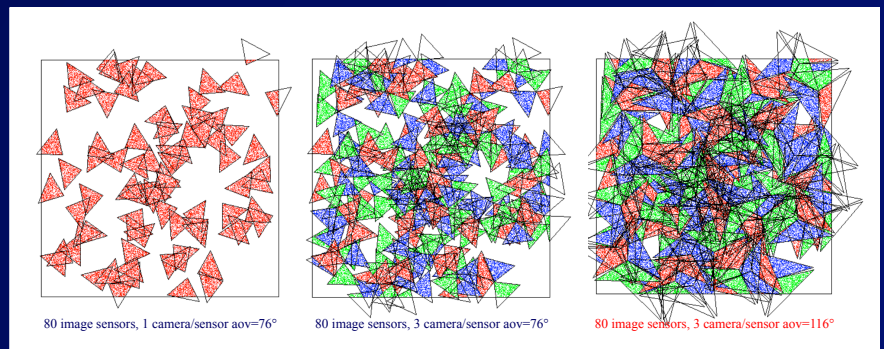 80 image sensors, 1 camera/sensor aov=76°
80 image sensors, 3 camera/sensor aov=76°
80 image sensors, 3 camera/sensor aov=116°